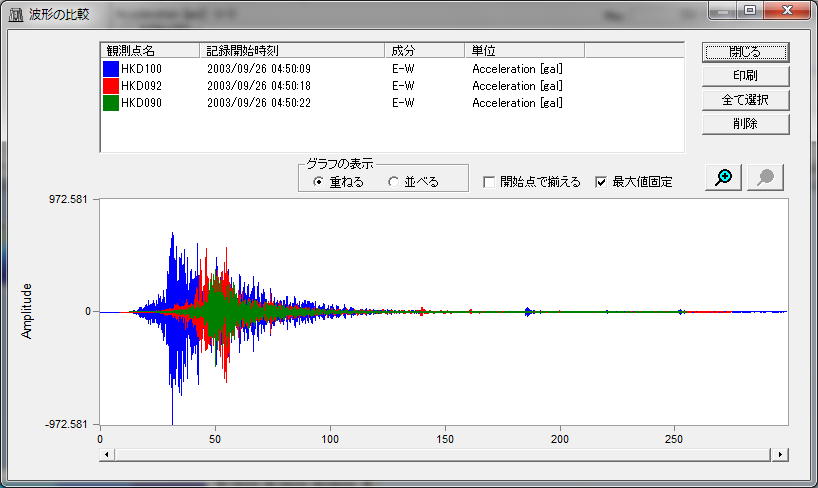 波形の比較
観測点名 記録開始時刻 成分 単位
HKD100 2003/09/26 04:50:09 E-W Acceleration [gal]
HKD092 2003/09/26 04:50:18 E-W Acceleration [gal]
HKD090 2003/09/26 04:50:22 E-W Acceleration [gal]
閉じる
印刷
全て選択
削除
グラフの表示
重ねる 並べる 開始点で揃える 最大値固定
972.581
0
-972.581
Amplitude
0 50 100 150 200 250